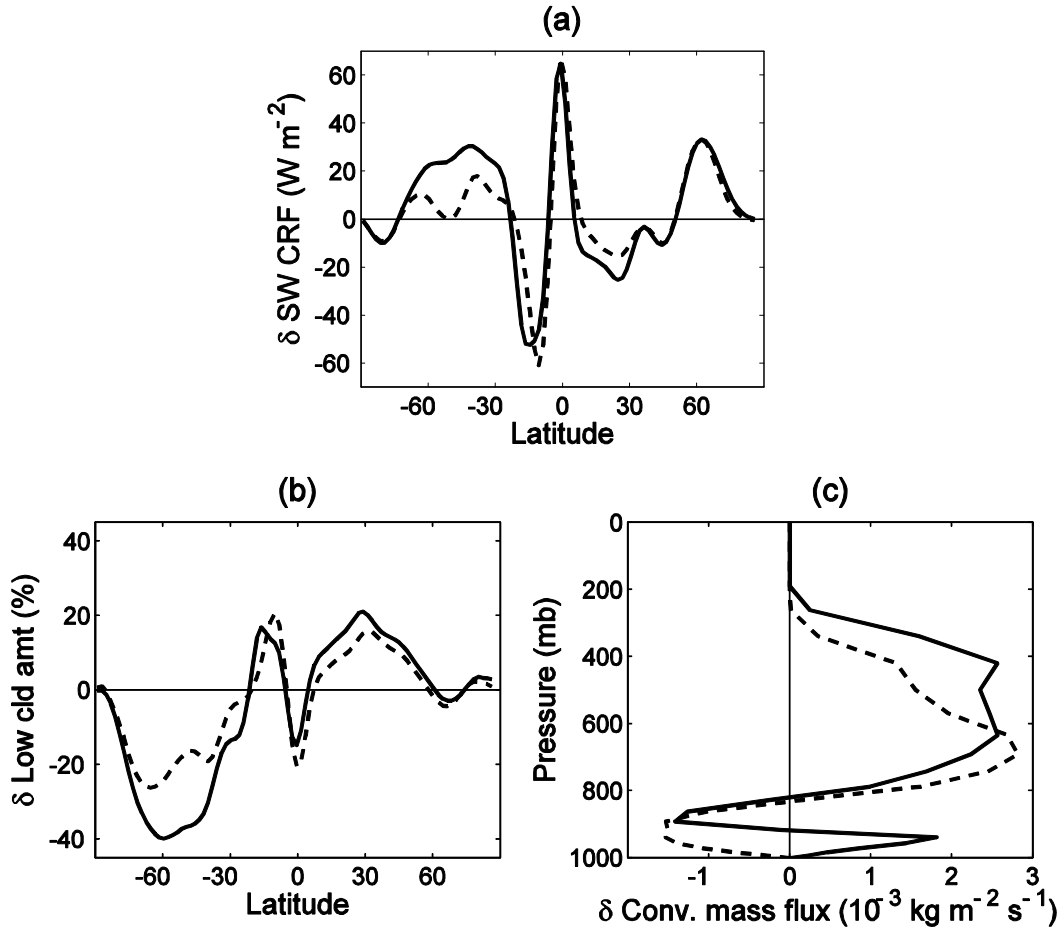 (a)
δ SW CRF (W m⁻²)
60
40
20
0
-20
-40
-60
-60 -30 0 30 60
Latitude
(b)
δ Low cld amt (%)
40
20
0
-20
-40
-60 -30 0 30 60
Latitude
(c)
Pressure (mb)
0
200
400
600
800
1000
-1 0 1 2 3
δ Conv. mass flux (10⁻³ kg m⁻² s⁻¹)